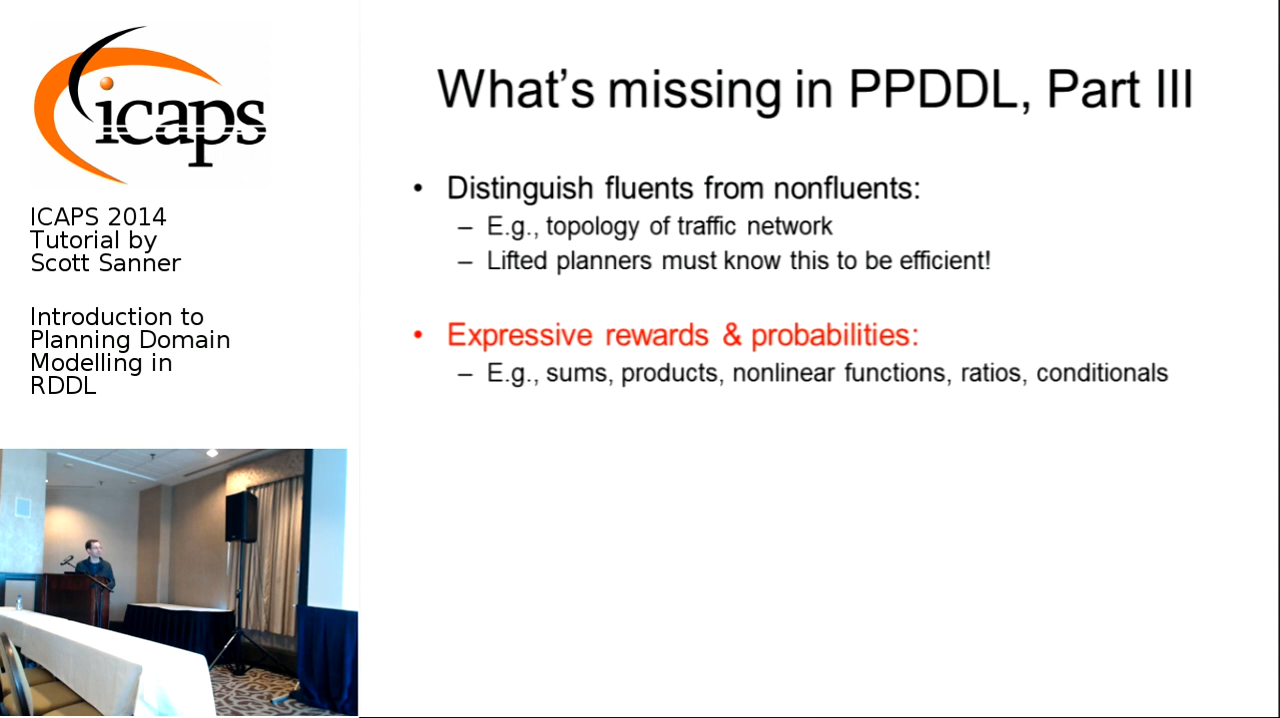 icaps
ICAPS 2014
Tutorial by
Scott Sanner
Introduction to
Planning Domain
Modelling in
RDDL
What's missing in PPDDL, Part III
• Distinguish fluents from nonfluents:
– E.g., topology of traffic network
– Lifted planners must know this to be efficient!
• Expressive rewards & probabilities:
– E.g., sums, products, nonlinear functions, ratios, conditionals